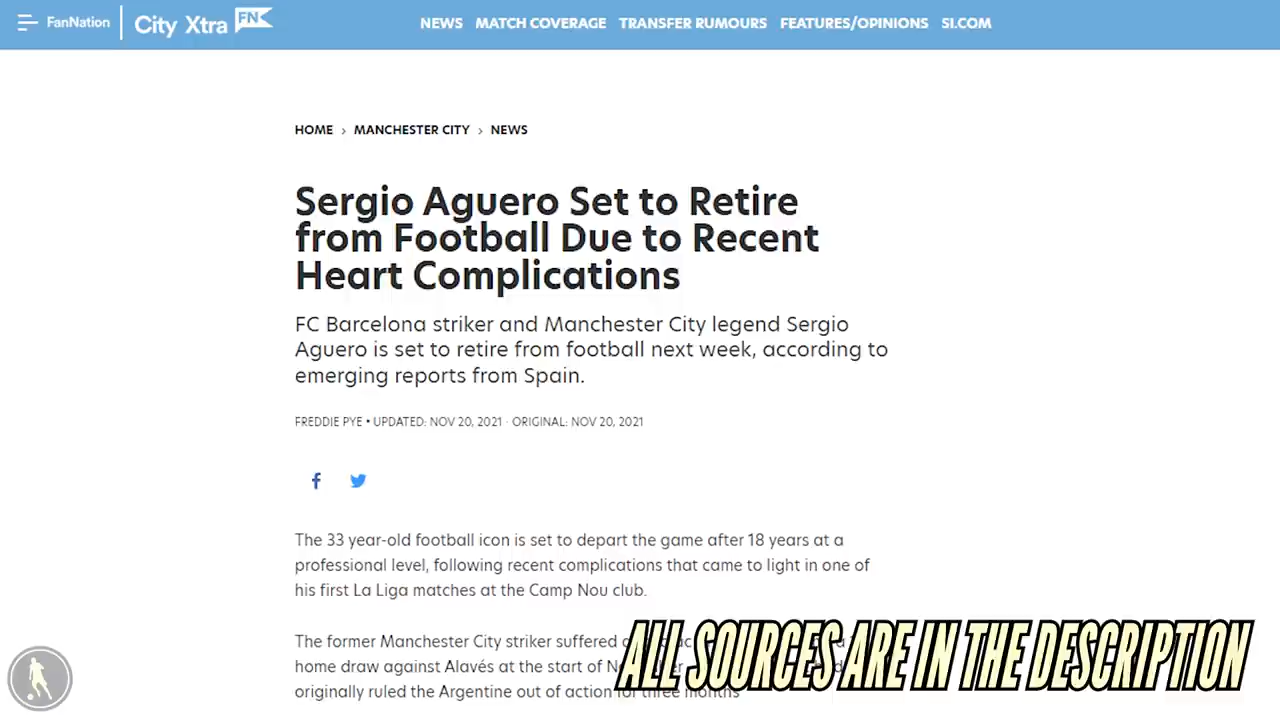 FanNation City Xtra FN NEWS MATCH COVERAGE TRANSFER RUMOURS FEATURES/OPINIONS SI.COM
HOME › MANCHESTER CITY › NEWS
Sergio Aguero Set to Retire
from Football Due to Recent
Heart Complications
FC Barcelona striker and Manchester City legend Sergio
Aguero is set to retire from football next week, according to
emerging reports from Spain.
FREDDIE PYE • UPDATED: NOV 20, 2021 · ORIGINAL: NOV 20, 2021
The 33 year-old football icon is set to depart the game after 18 years at a
professional level, following recent complications that came to light in one of
his first La Liga matches at the Camp Nou club.
The former Manchester City striker suffered
home draw against Alavés at the start of
originally ruled the Argentine out of action for three months
ALL SOURCES ARE IN THE DESCRIPTION